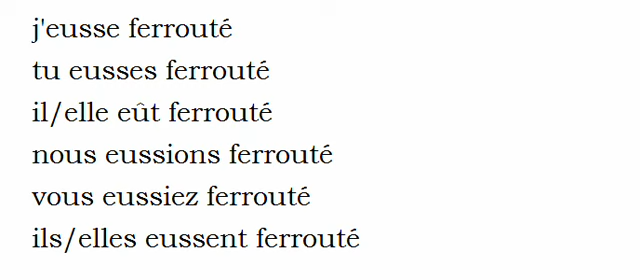 j'eusse ferrouté
tu eusses ferrouté
il/elle eût ferrouté
nous eussions ferrouté
vous eussiez ferrouté
ils/elles eussent ferrouté